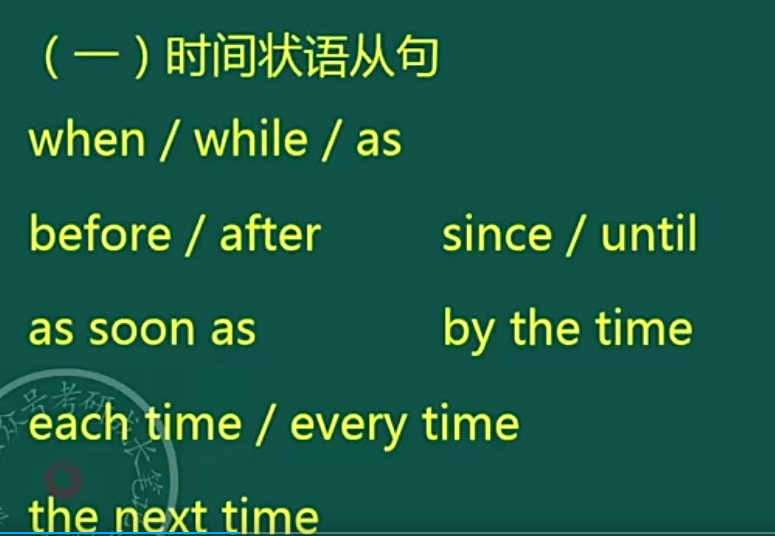 （一）时间状语从句
when / while / as
before / after since / until
as soon as by the time
each time / every time
the next time